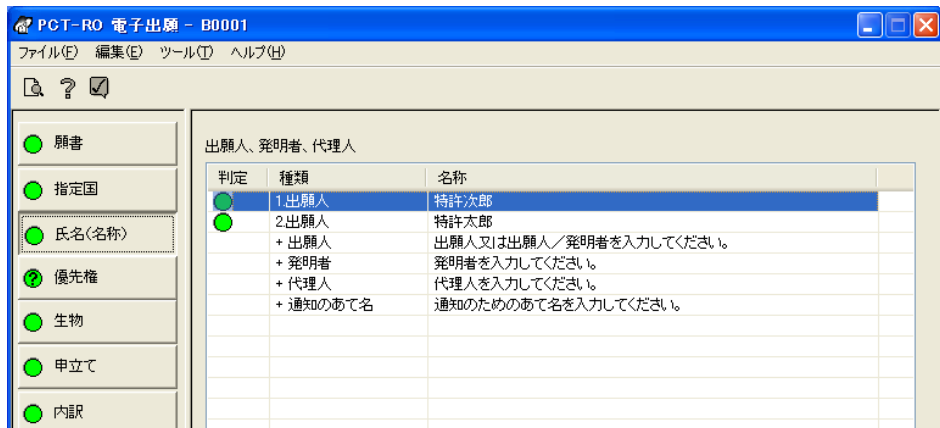 PCT-RO 電子出願 - B0001
ファイル(F) 編集(E) ツール(T) ヘルプ(H)
願書
指定国
氏名(名称)
優先権
生物
申立て
内訳
出願人、発明者、代理人
判定 種類 名称
1.出願人 特許次郎
2.出願人 特許太郎
+ 出願人 出願人又は出願人/発明者を入力してください。
+ 発明者 発明者を入力してください。
+ 代理人 代理人を入力してください。
+ 通知のあて名 通知のためのあて名を入力してください。